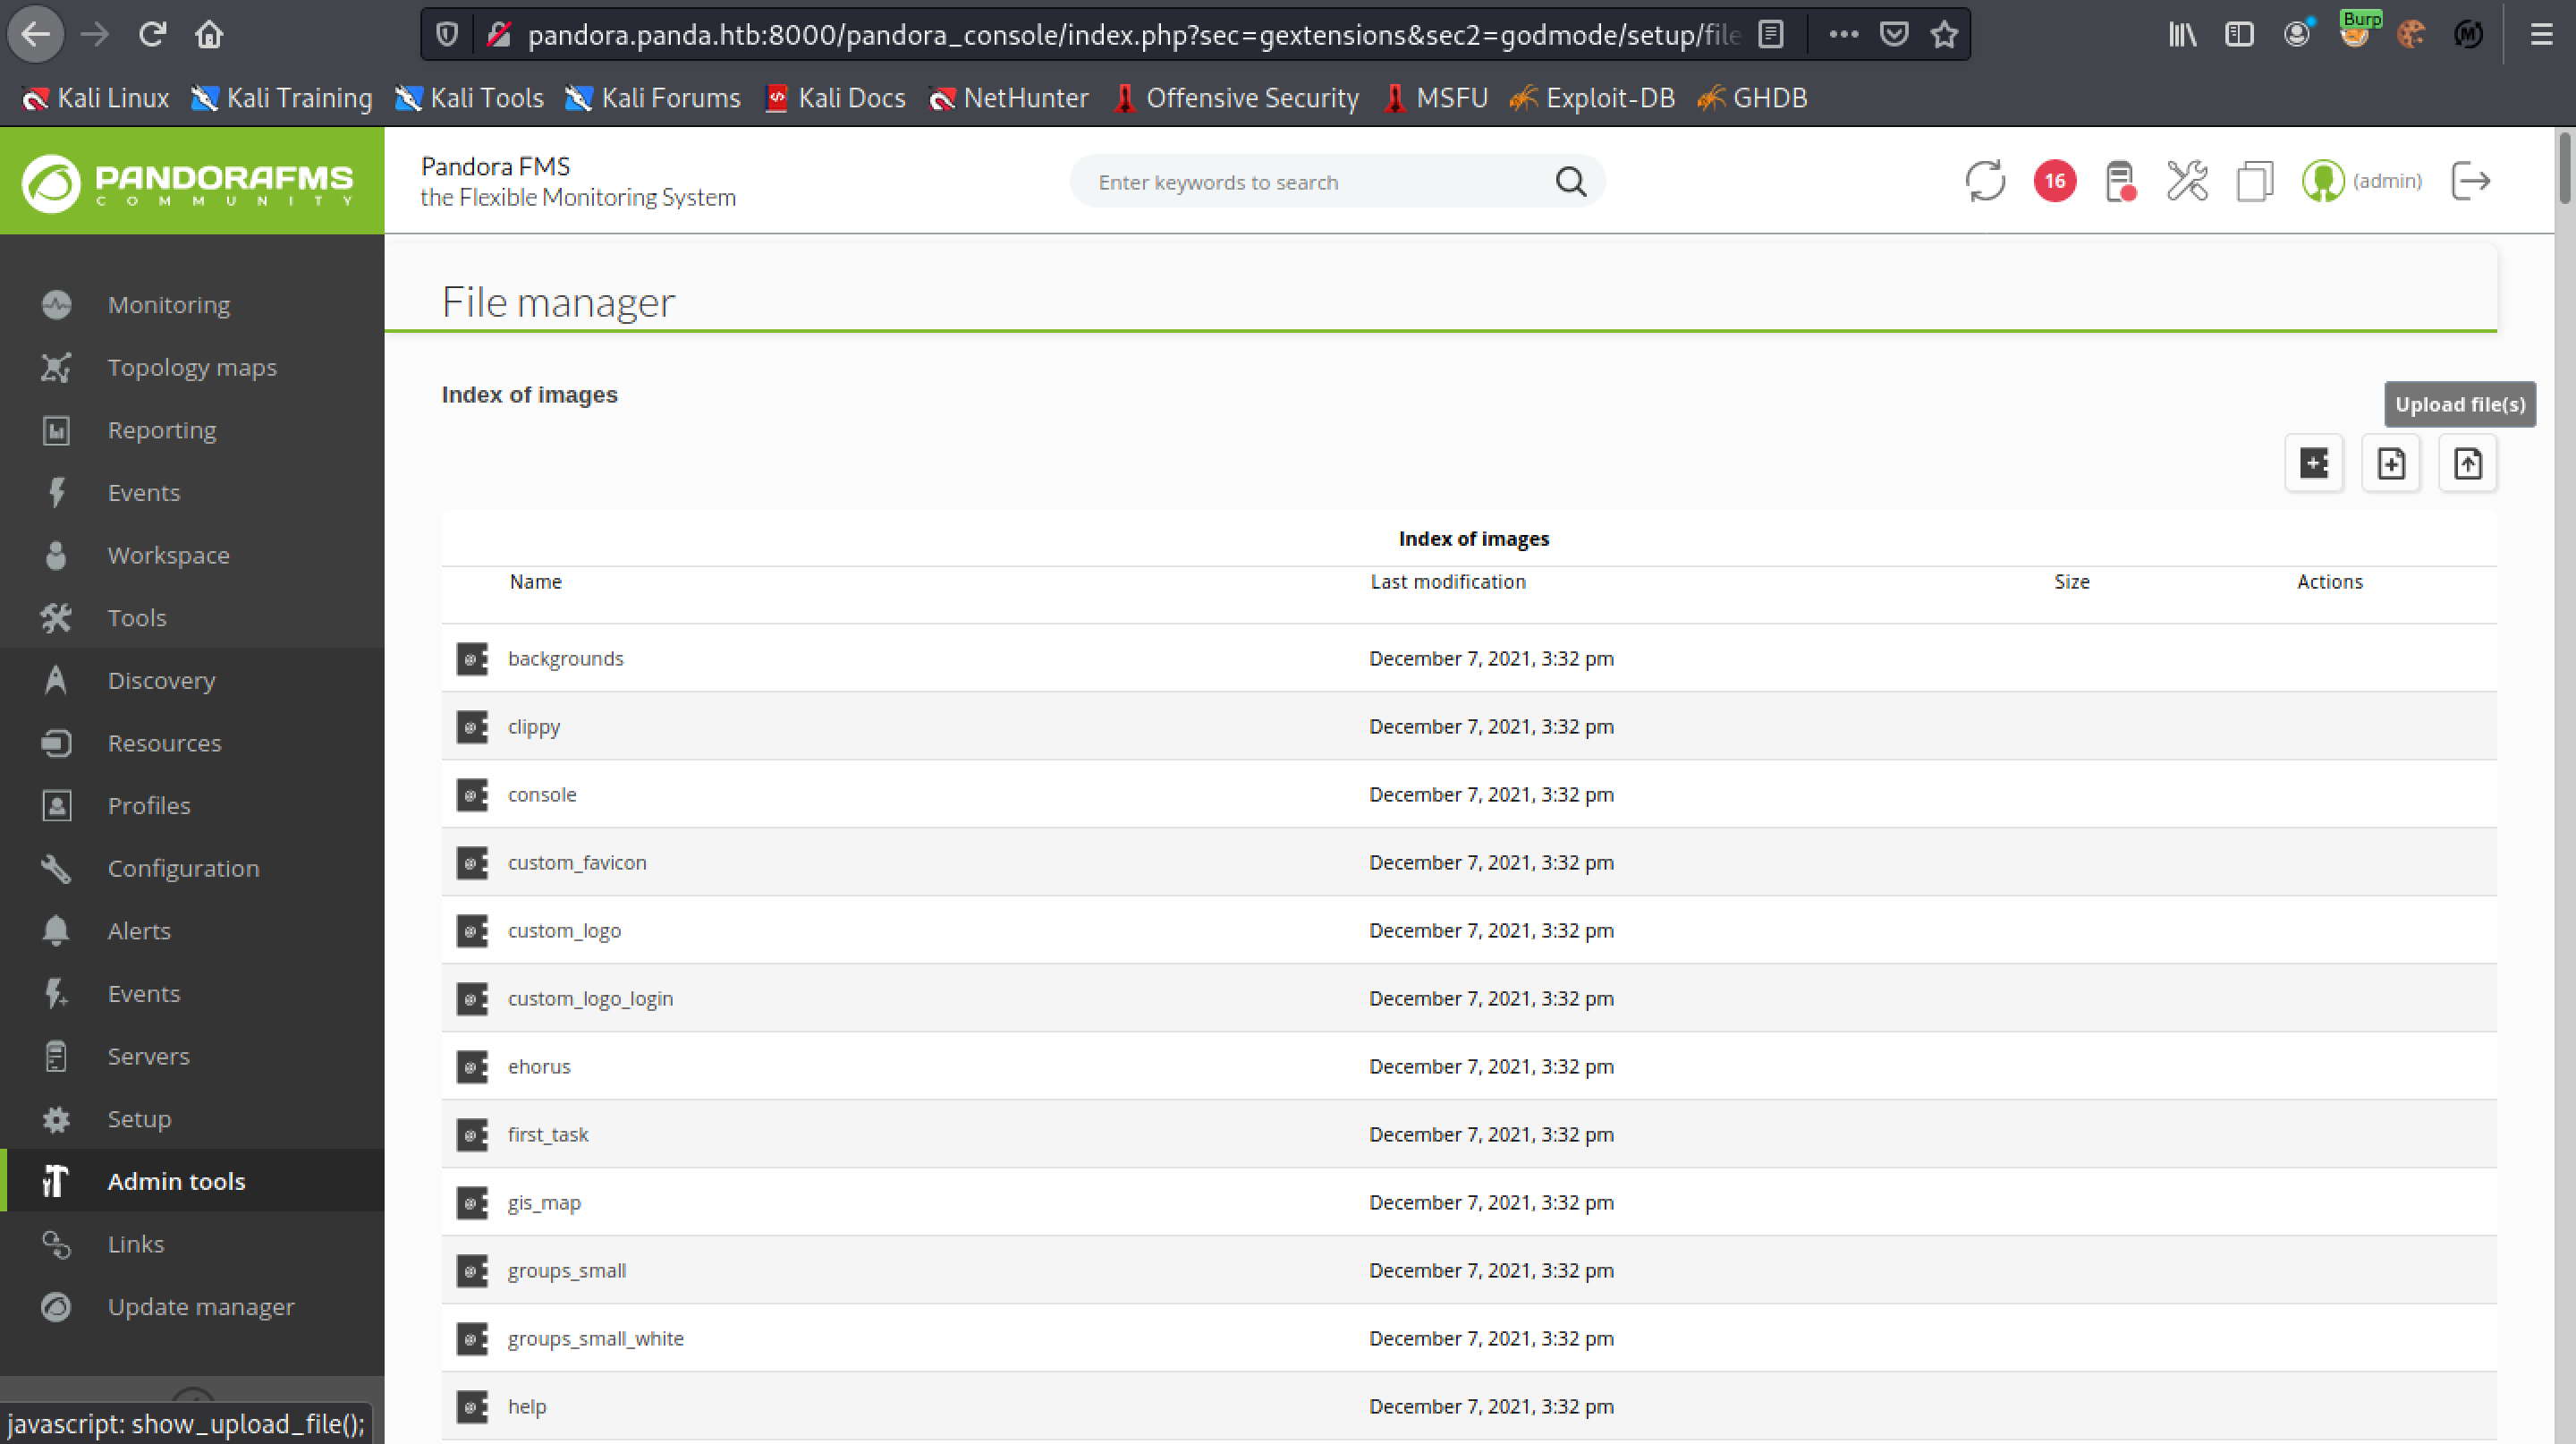 pandora.panda.htb:8000/pandora_console/index.php?sec=gextensions&sec2=godmode/setup/file
Burp
Kali Linux Kali Training Kali Tools Kali Forums Kali Docs NetHunter Offensive Security MSFU Exploit-DB GHDB
PANDORAFMS
COMMUNITY
Pandora FMS
the Flexible Monitoring System
Enter keywords to search
16
(admin)
Monitoring
Topology maps
Reporting
Events
Workspace
Tools
Discovery
Resources
Profiles
Configuration
Alerts
Events
Servers
Setup
Admin tools
Links
Update manager
javascript: show_upload_file();
File manager
Index of images
Upload file(s)
Index of images
Name Last modification Size Actions
backgrounds December 7, 2021, 3:32 pm
clippy December 7, 2021, 3:32 pm
console December 7, 2021, 3:32 pm
custom_favicon December 7, 2021, 3:32 pm
custom_logo December 7, 2021, 3:32 pm
custom_logo_login December 7, 2021, 3:32 pm
ehorus December 7, 2021, 3:32 pm
first_task December 7, 2021, 3:32 pm
gis_map December 7, 2021, 3:32 pm
groups_small December 7, 2021, 3:32 pm
groups_small_white December 7, 2021, 3:32 pm
help December 7, 2021, 3:32 pm